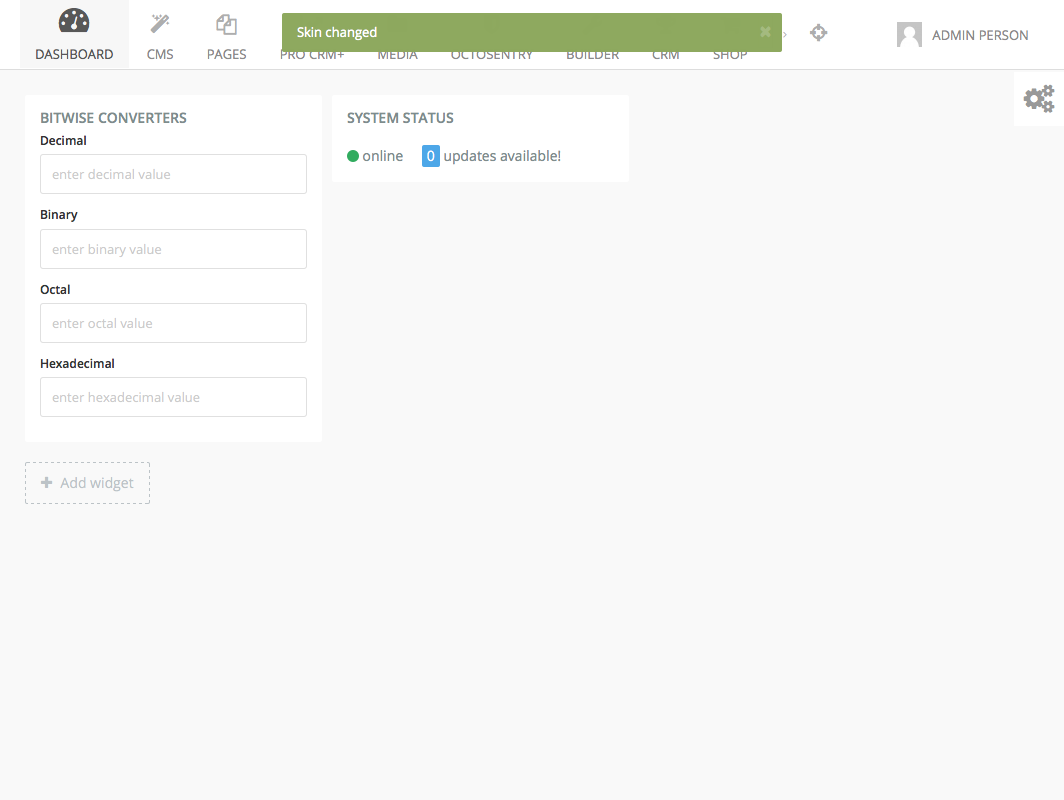 Skin changed
DASHBOARD CMS PAGES PRO CRM+ MEDIA OCTOSENTRY BUILDER CRM SHOP
ADMIN PERSON
BITWISE CONVERTERS
Decimal
enter decimal value
Binary
enter binary value
Octal
enter octal value
Hexadecimal
enter hexadecimal value
SYSTEM STATUS
online 0 updates available!
Add widget